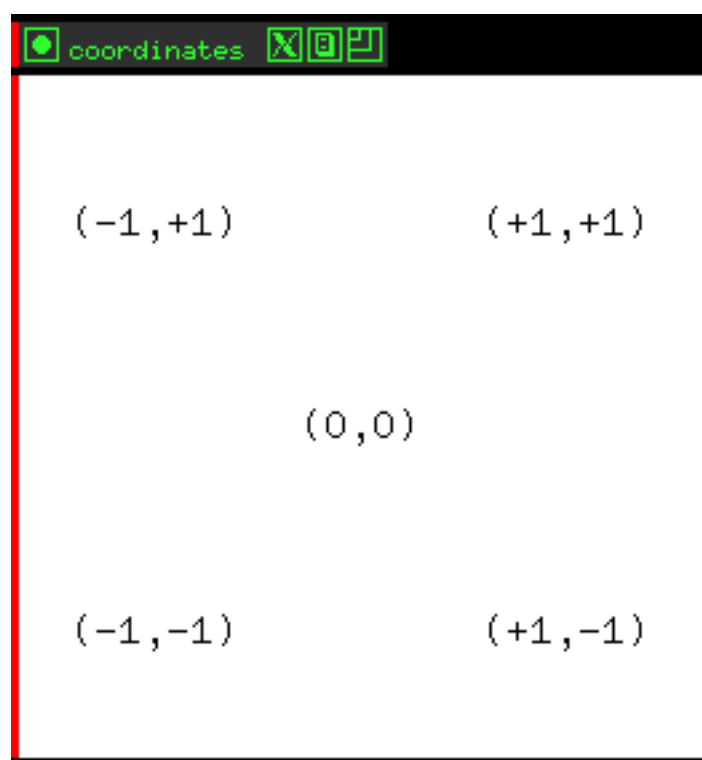 coordinates
(-1,+1) (+1,+1)
(0,0)
(-1,-1) (+1,-1)